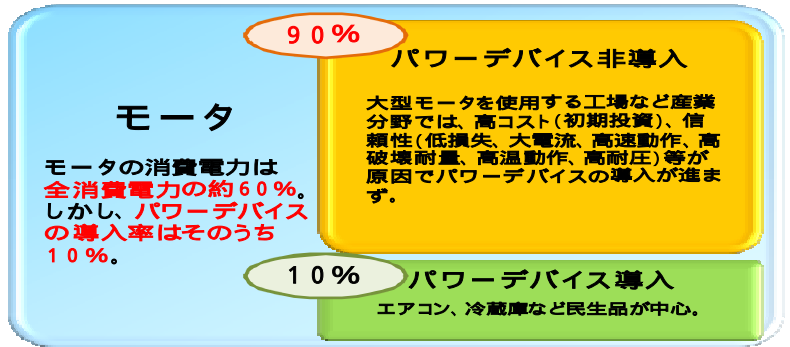 モータ
モータの消費電力は
全消費電力の約60%。
しかし、パワーデバイス
の導入率はそのうち
10%。
90%
パワーデバイス非導入
大型モータを使用する工場など産業
分野では、高コスト(初期投資)、信
頼性(低損失、大電流、高速動作、高
破壊耐量、高温動作、高耐圧)等が
原因でパワーデバイスの導入が進ま
ず。
10%
パワーデバイス導入
エアコン、冷蔵庫など民生品が中心。